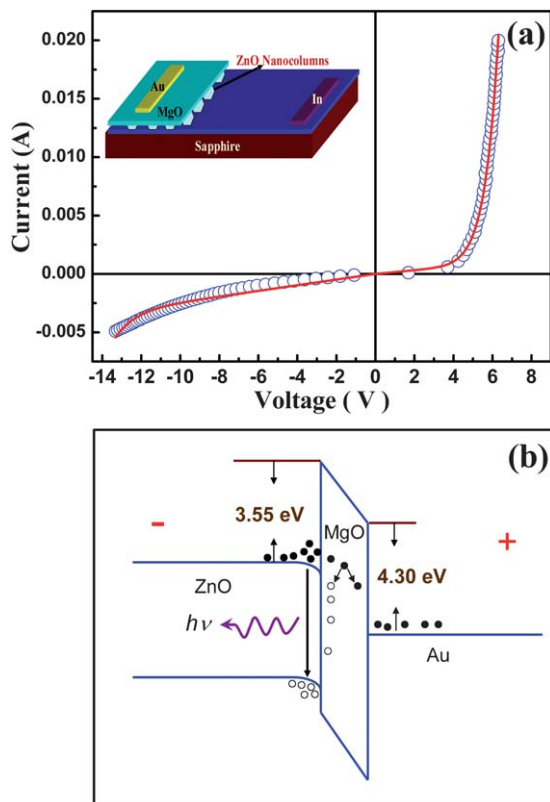 (a)
0.020
0.015
0.010
0.005
0.000
-0.005
Current (A)
ZnO Nanocolumns
Au
MgO
In
Sapphire
-14 -12 -10 -8 -6 -4 -2 0 2 4 6 8
Voltage ( V )
(b)
3.55 eV
MgO
-
+
4.30 eV
ZnO
hν
Au